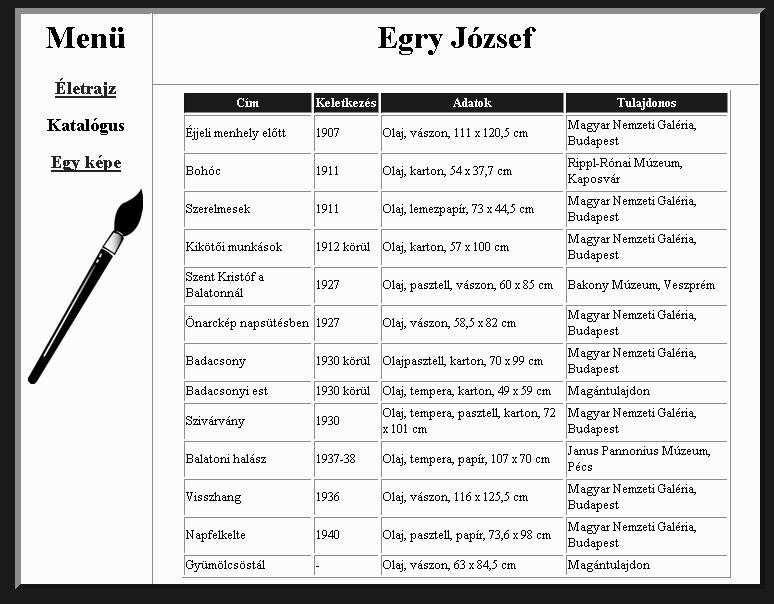 Menü
Életrajz
Katalógus
Egy képe
Egry József
Cím Keletkezés Adatok Tulajdonos
Éjjeli menhely előtt 1907 Olaj, vászon, 111 x 120,5 cm Magyar Nemzeti Galéria,
Budapest
Bohóc 1911 Olaj, karton, 54 x 37,7 cm Rippl-Rónai Múzeum,
Kaposvár
Szerelmesek 1911 Olaj, lemezpapír, 73 x 44,5 cm Magyar Nemzeti Galéria,
Budapest
Kikötői munkások 1912 körül Olaj, karton, 57 x 100 cm Magyar Nemzeti Galéria,
Budapest
Szent Kristóf a
Balatonnál 1927 Olaj, pasztell, vászon, 60 x 85 cm Bakony Múzeum, Veszprém
Önarckép napsütésben 1927 Olaj, vászon, 58,5 x 82 cm Magyar Nemzeti Galéria,
Budapest
Badacsony 1930 körül Olajpasztell, karton, 70 x 99 cm Magyar Nemzeti Galéria,
Budapest
Badacsonyi est 1930 körül Olaj, tempera, karton, 49 x 59 cm Magántulajdon
Szivárvány 1930 Olaj, tempera, pasztell, karton, 72
x 101 cm Magyar Nemzeti Galéria,
Budapest
Balatoni halász 1937-38 Olaj, tempera, papír, 107 x 70 cm Janus Pannonius Múzeum,
Pécs
Visszhang 1936 Olaj, vászon, 116 x 125,5 cm Magyar Nemzeti Galéria,
Budapest
Napfelkelte 1940 Olaj, pasztell, papír, 73,6 x 98 cm Magyar Nemzeti Galéria,
Budapest
Gyümölcsöstál - Olaj, vászon, 63 x 84,5 cm Magántulajdon